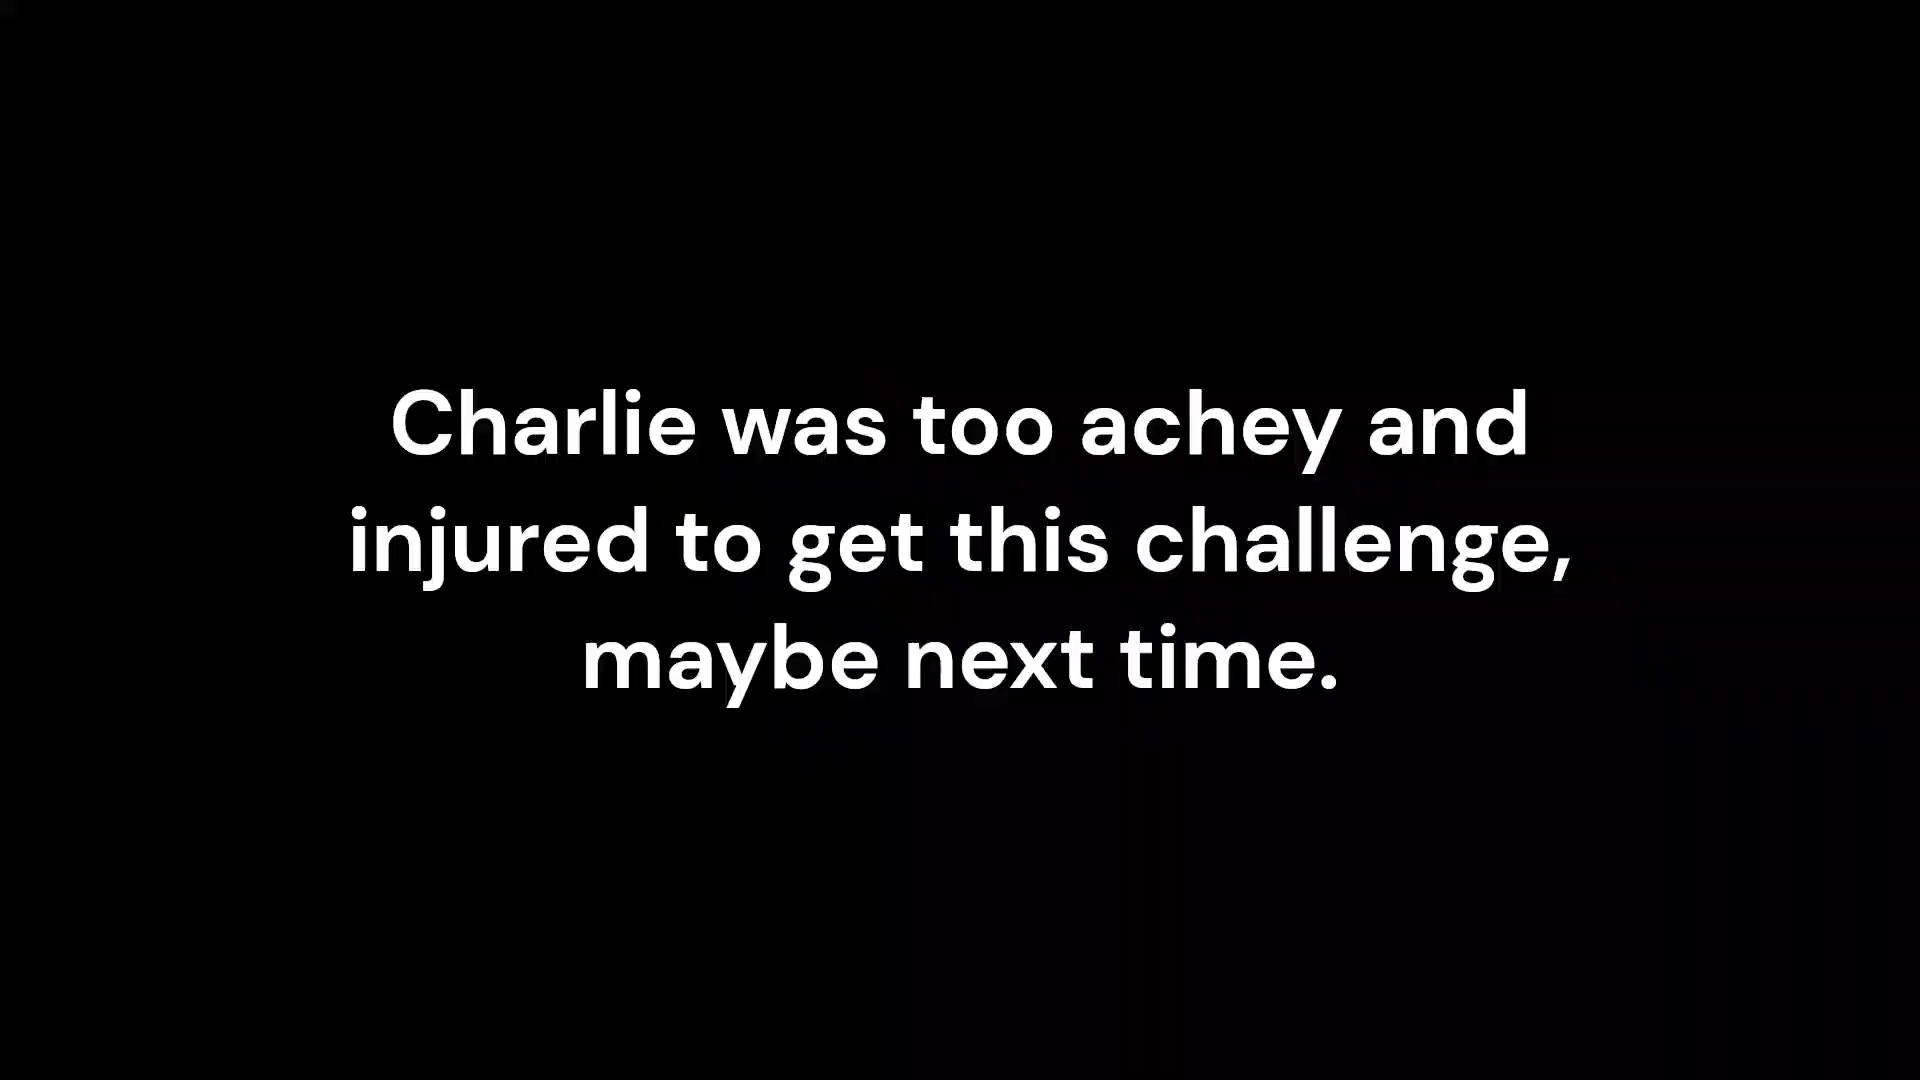 Charlie was too achey and
injured to get this challenge,
maybe next time.